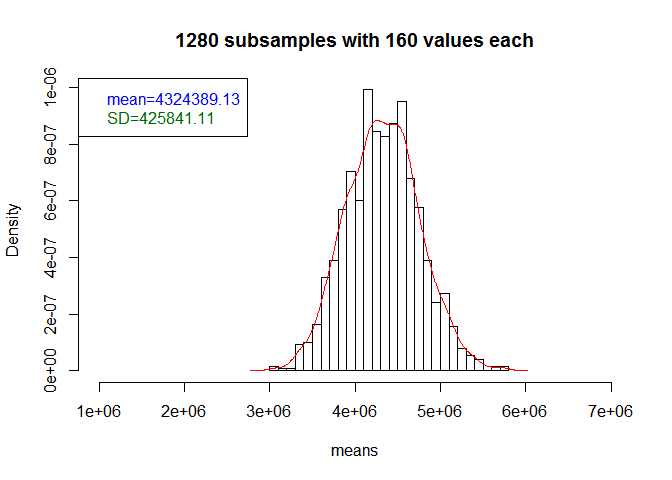 1280 subsamples with 160 values each
mean=4324389.13
SD=425841.11
Density
1e-06
8e-07
6e-07
4e-07
2e-07
0e+00
1e+06 2e+06 3e+06 4e+06 5e+06 6e+06 7e+06
means